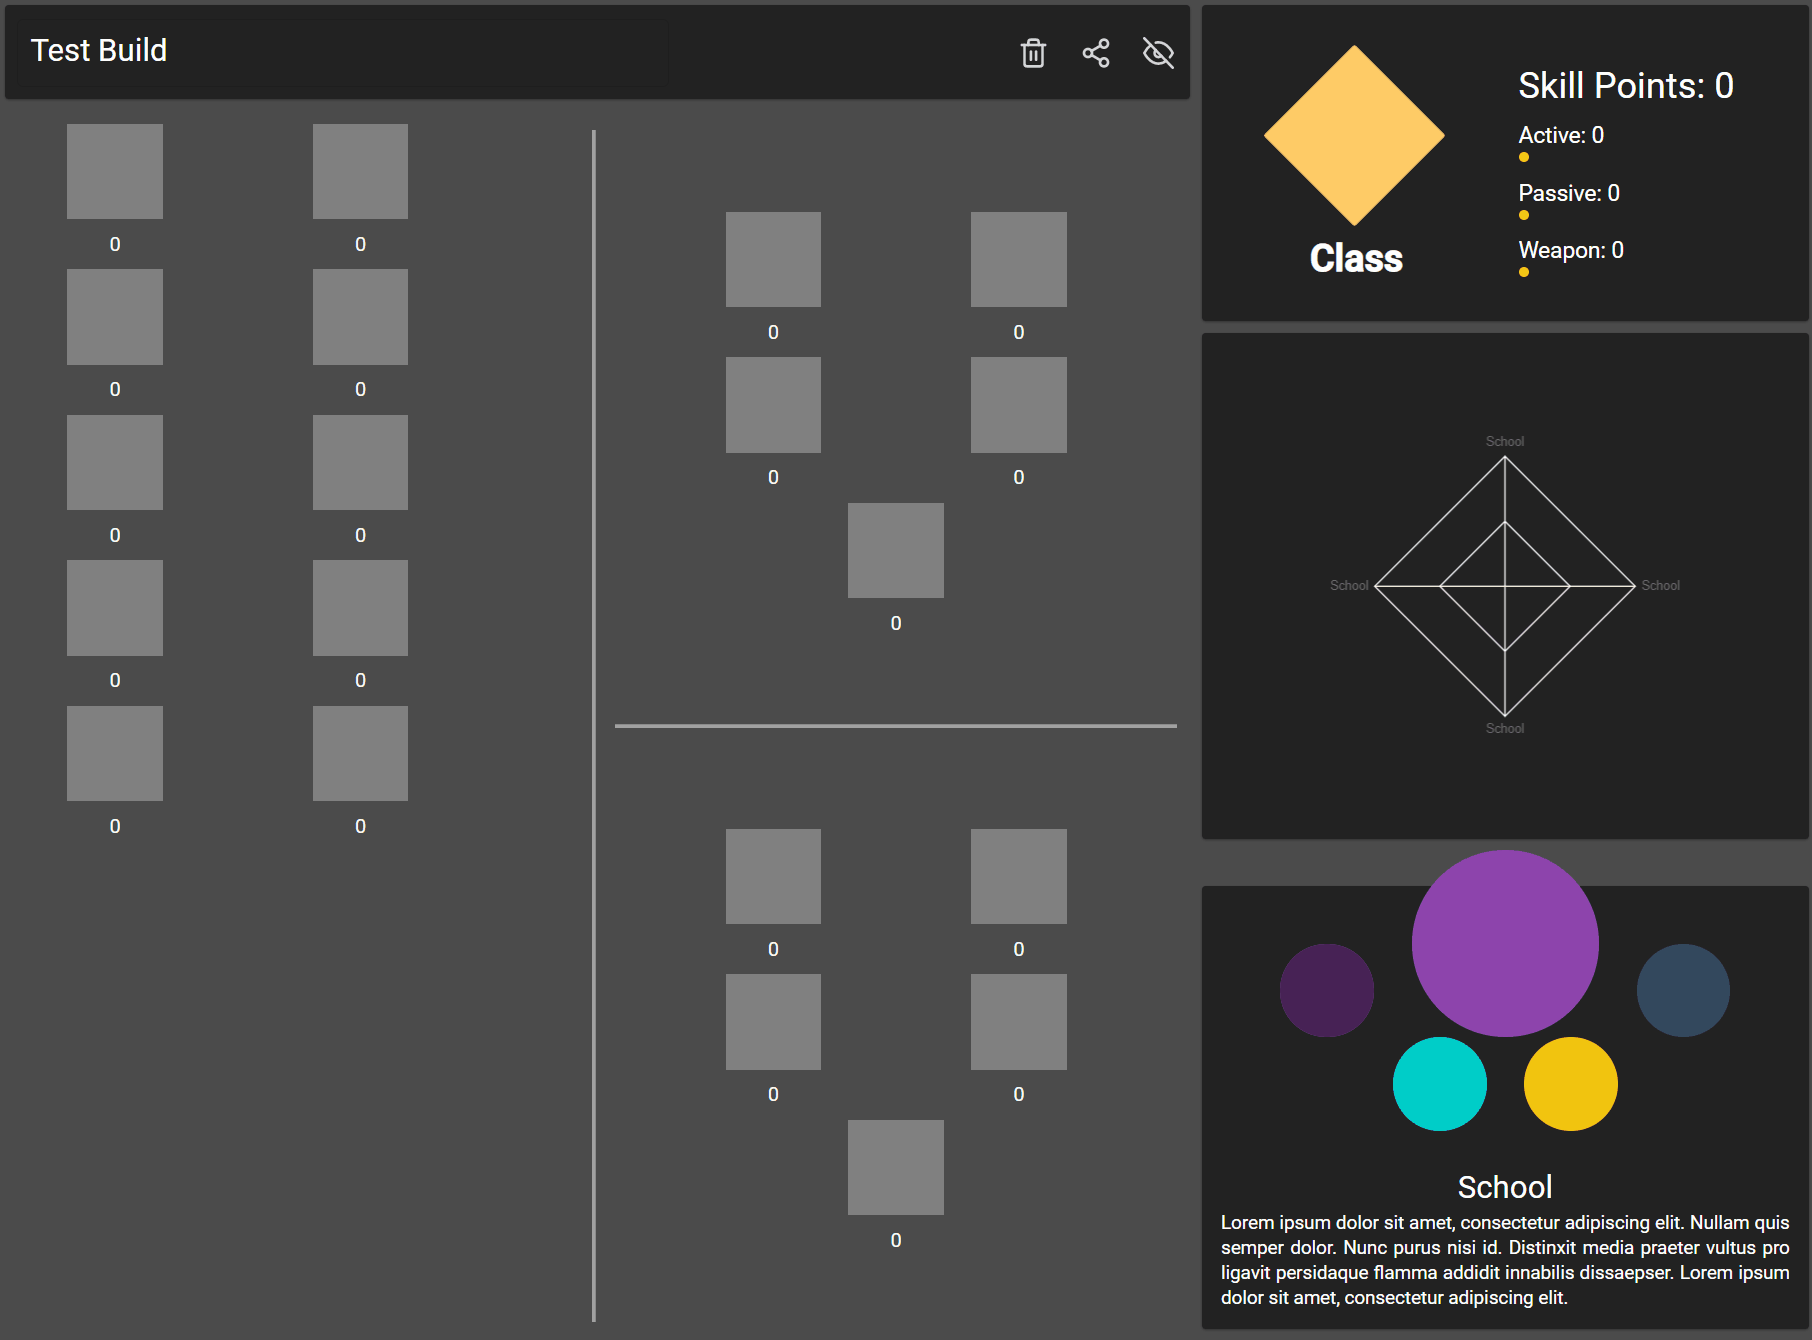 Test Build
0 0
0 0
0 0
0 0
0 0
0 0
0 0
0
0 0
0 0
0
Class
Skill Points: 0
Active: 0
Passive: 0
Weapon: 0
School
School School
School
School
Lorem ipsum dolor sit amet, consectetur adipiscing elit. Nullam quis
semper dolor. Nunc purus nisi id. Distinxit media praeter vultus pro
ligavit persidaque flamma addidit innabilis dissaepser. Lorem ipsum
dolor sit amet, consectetur adipiscing elit.